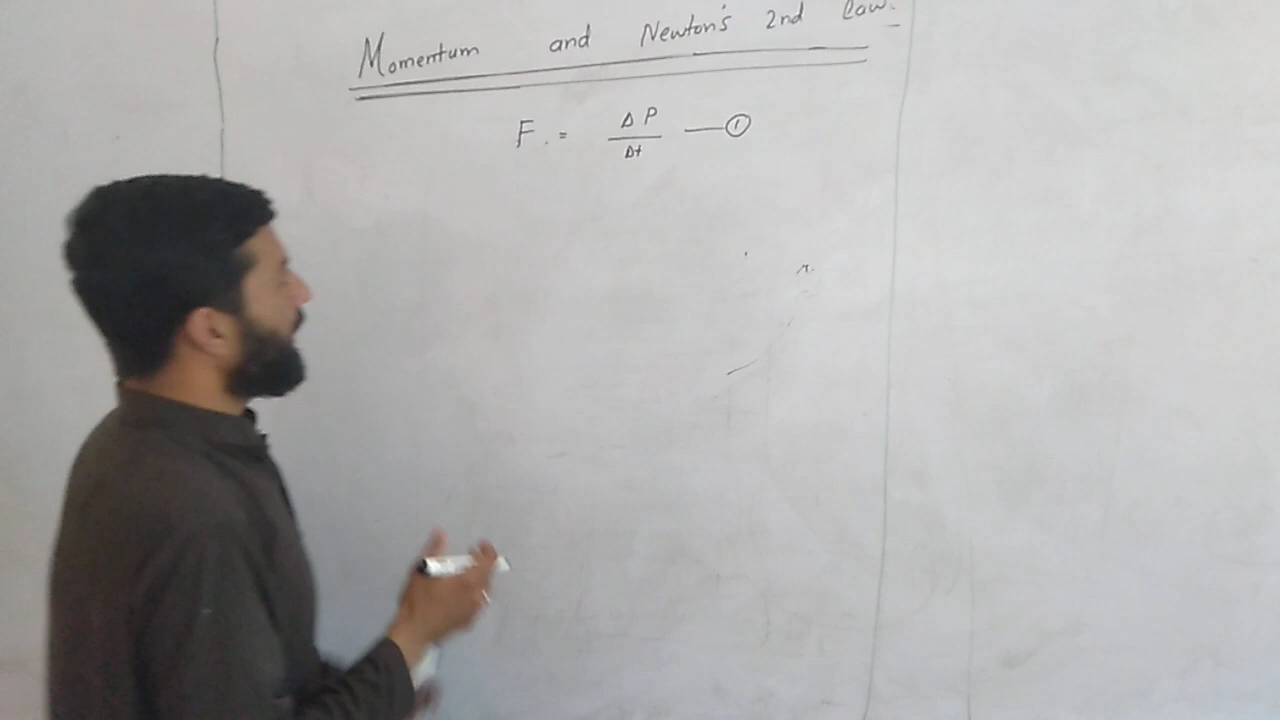 Momentum and Newton's 2nd law.
F. = ΔP/Δt —①